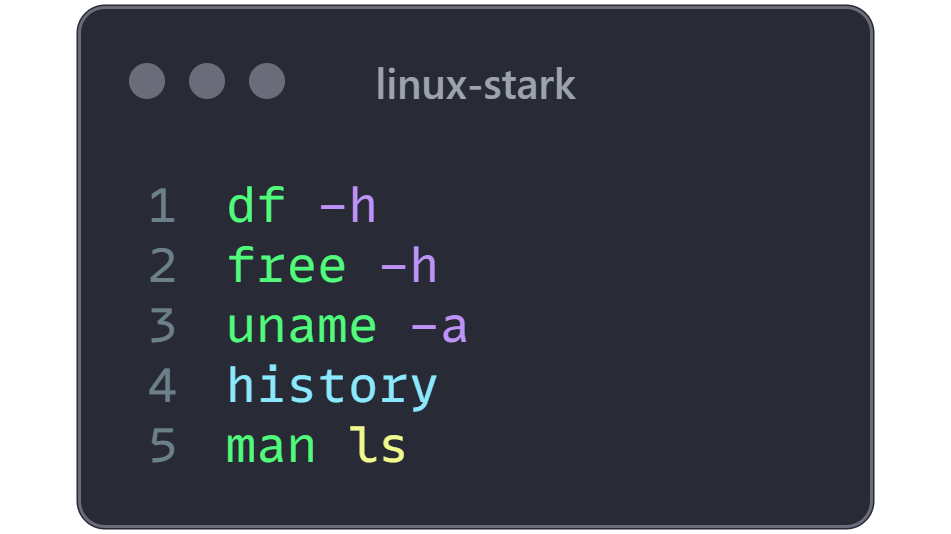 linux-stark
1 df -h
2 free -h
3 uname -a
4 history
5 man ls